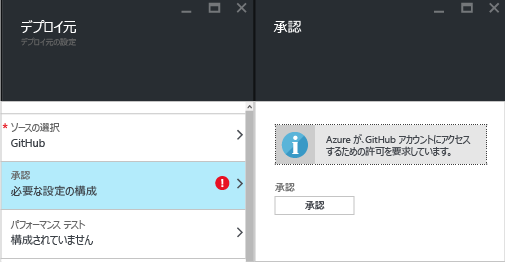 デプロイ元
デプロイ元の設定
* ソースの選択
GitHub
承認
必要な設定の構成
パフォーマンス テスト
構成されていません
承認
Azure が、GitHub アカウントにアクセス
するための許可を要求しています。
承認
承認